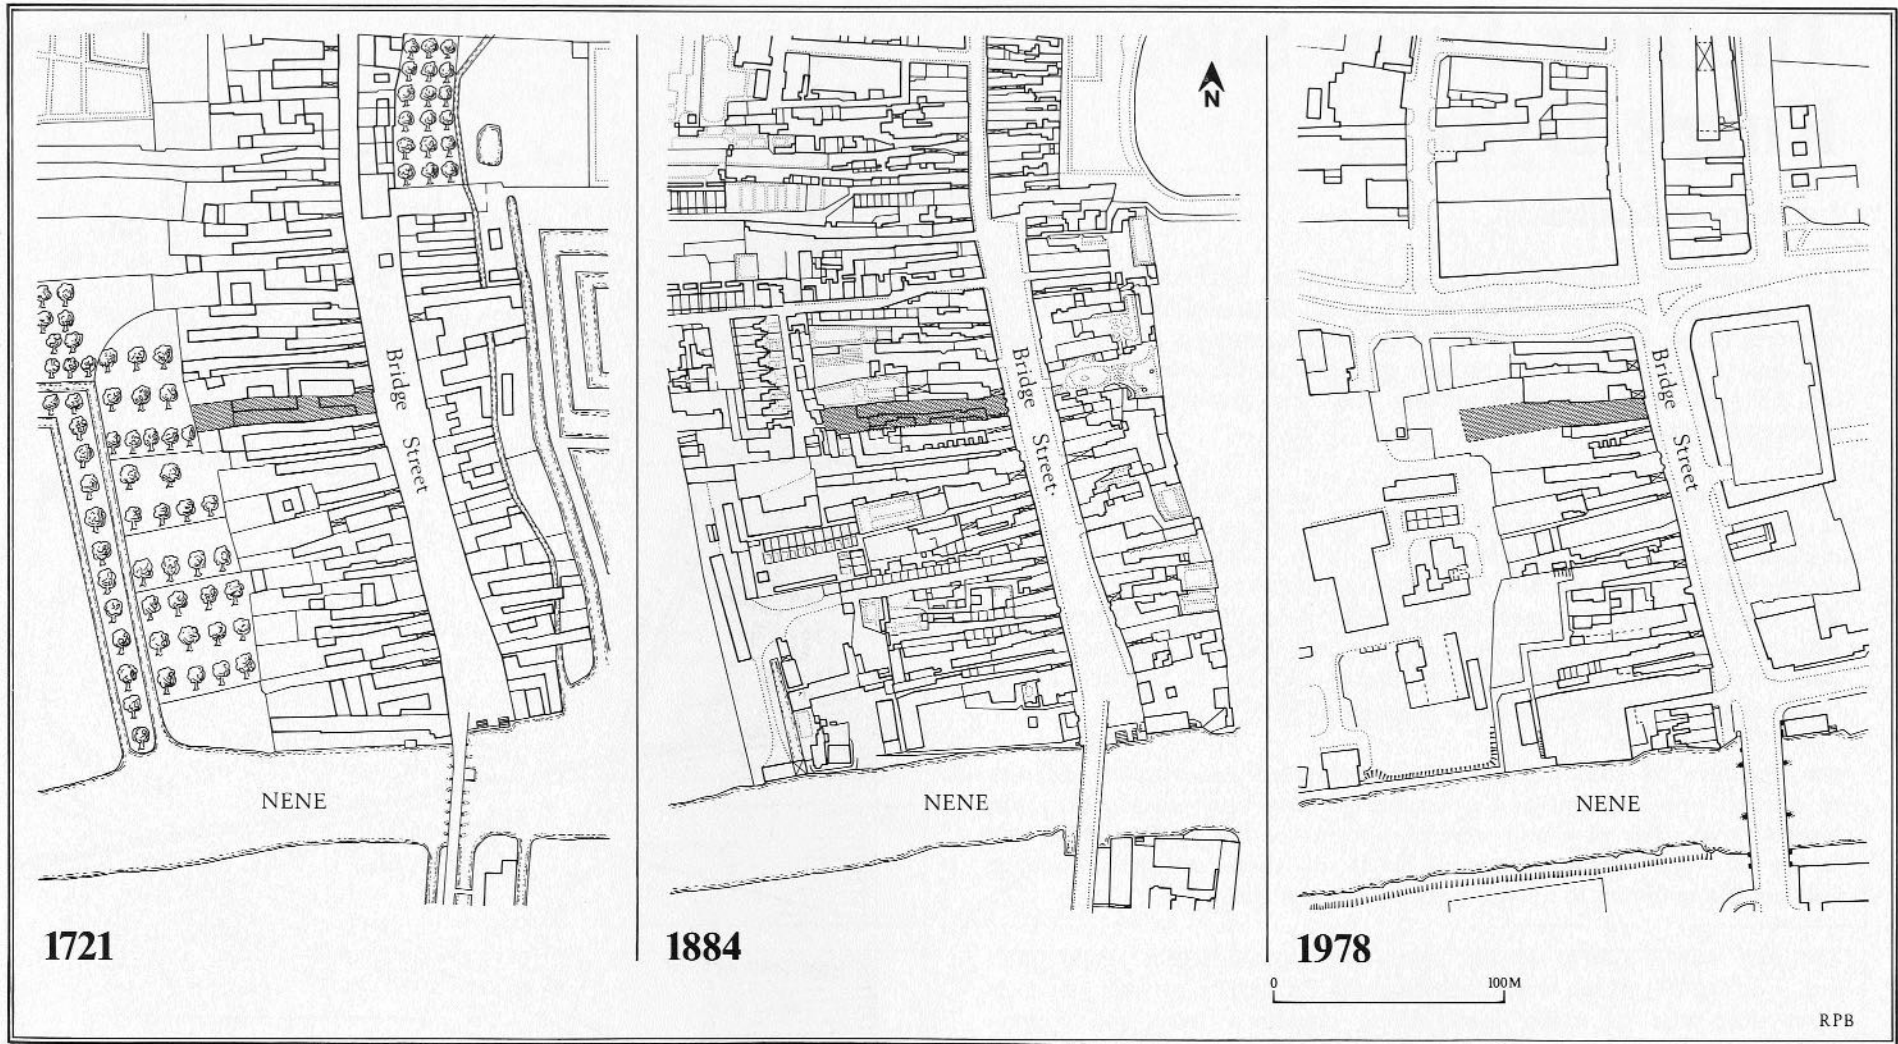 N
Bridge
Street
NENE
1721
Bridge
Street
NENE
1884
Bridge
Street
NENE
1978
0
100M
RPB